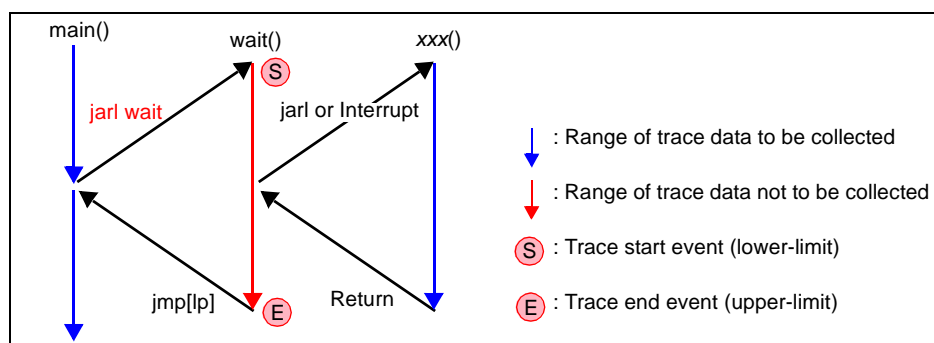 main()
wait()
xxx()
S
jarl wait
jarl or Interrupt
jmp[lp]
E
Return
: Range of trace data to be collected
: Range of trace data not to be collected
S : Trace start event (lower-limit)
E : Trace end event (upper-limit)